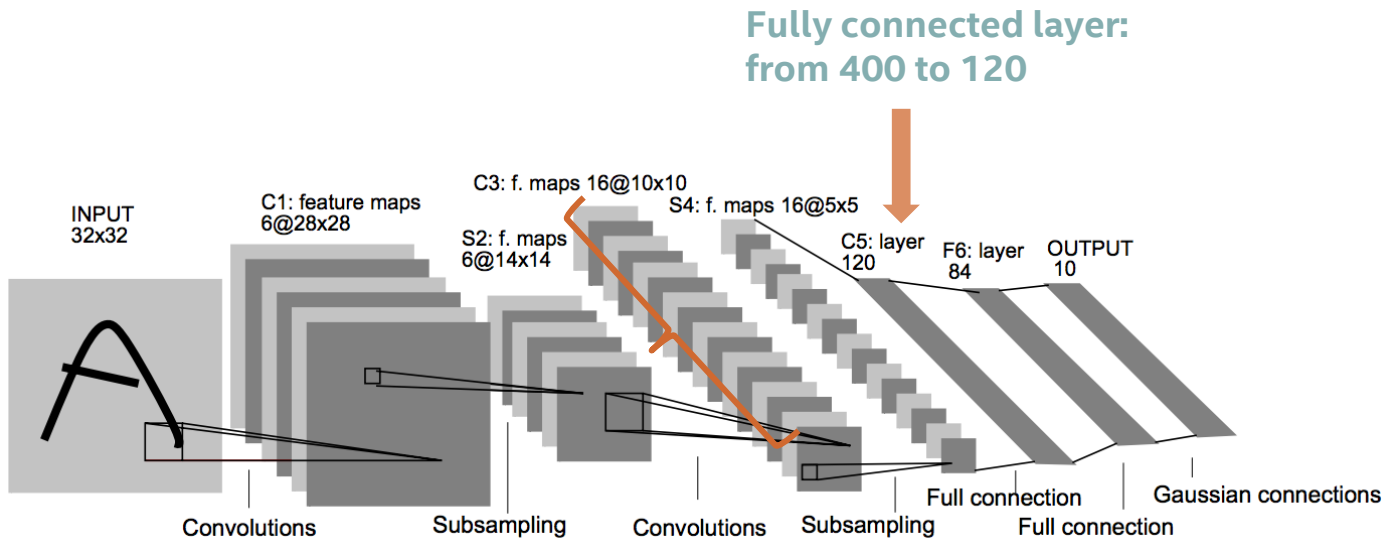 Fully connected layer:
from 400 to 120
C3: f. maps 16@10x10
S4: f. maps 16@5x5
C1: feature maps
6@28x28
INPUT
32x32
S2: f. maps
6@14x14
C5: layer
120
F6: layer
84
OUTPUT
10
Convolutions
Subsampling
Convolutions
Subsampling
Full connection
Full connection
Gaussian connections